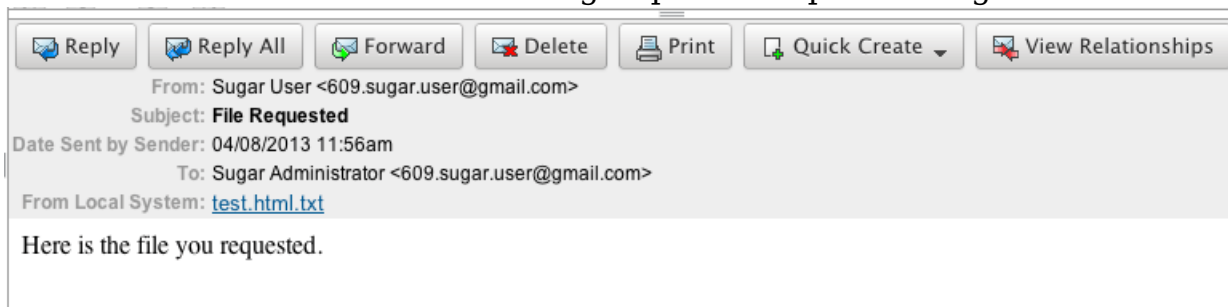 Reply Reply All Forward Delete Print Quick Create View Relationships
From: Sugar User <609.sugar.user@gmail.com>
Subject: File Requested
Date Sent by Sender: 04/08/2013 11:56am
To: Sugar Administrator <609.sugar.user@gmail.com>
From Local System: test.html.txt
Here is the file you requested.